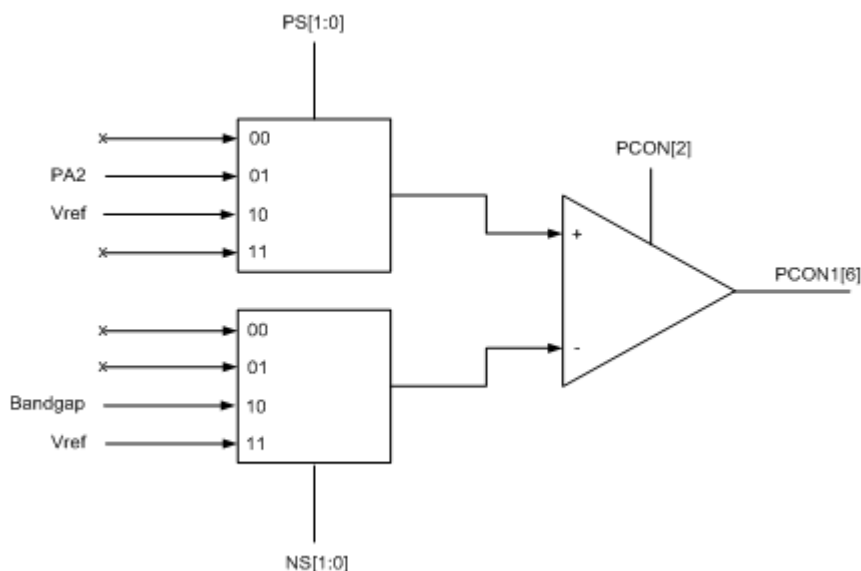 PS[1:0]
00
PA2
01
Vref
10
11
PCON[2]
+
PCON1[6]
-
00
01
Bandgap
10
Vref
11
NS[1:0]